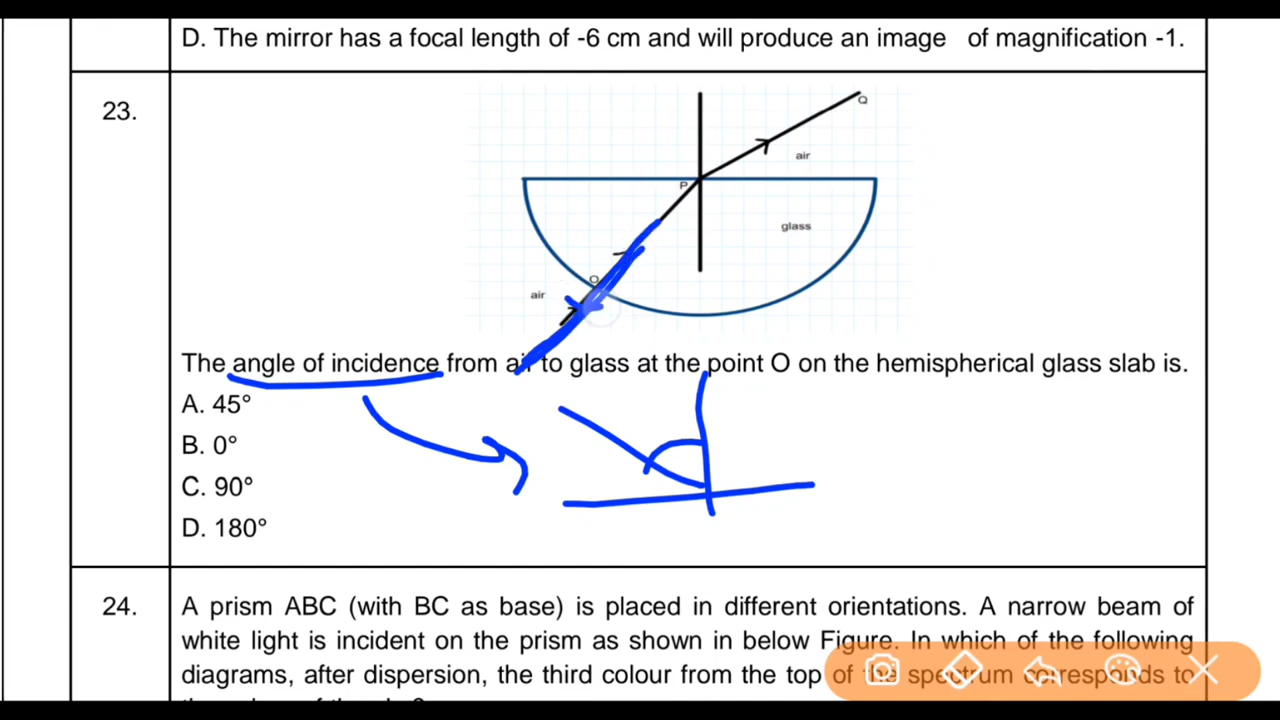 D. The mirror has a focal length of -6 cm and will produce an image of magnification -1.
23.
Q
air
P
glass
O
air
The angle of incidence from air to glass at the point O on the hemispherical glass slab is.
A. 45°
B. 0°
C. 90°
D. 180°
24.
A prism ABC (with BC as base) is placed in different orientations. A narrow beam of
white light is incident on the prism as shown in below Figure. In which of the following
diagrams, after dispersion, the third colour from the top of the spectrum corresponds to